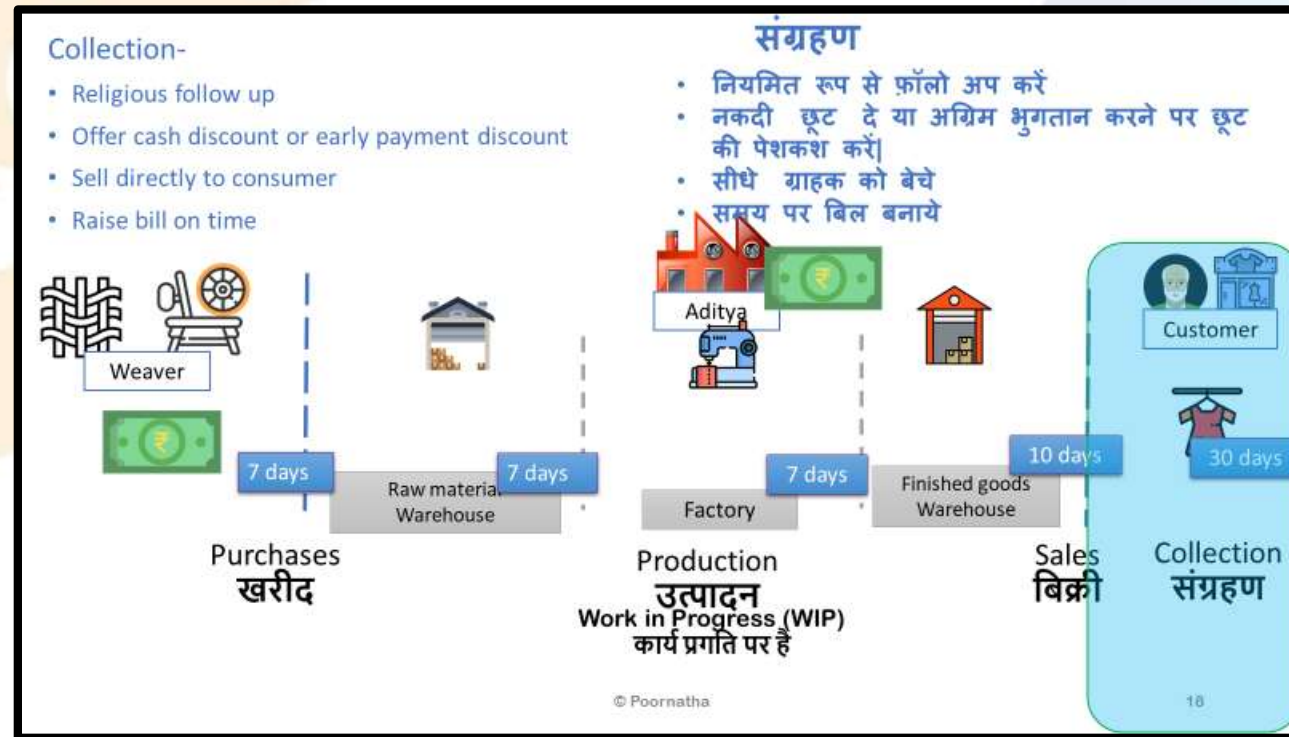 Collection-
• Religious follow up
• Offer cash discount or early payment discount
• Sell directly to consumer
• Raise bill on time
संग्रहण
• नियमित रूप से फ़ॉलो अप करें
• नकदी छूट दे या अग्रिम भुगतान करने पर छूट
की पेशकश करें|
• सीधे ग्राहक को बेचे
• समय पर बिल बनाये
Weaver
Aditya
Customer
7 days
Raw material
Warehouse
7 days
Factory
7 days
Finished goods
Warehouse
10 days
30 days
Purchases
खरीद
Production
उत्पादन
Work in Progress (WIP)
कार्य प्रगति पर है
Sales
बिक्री
Collection
संग्रहण
© Poornatha
18